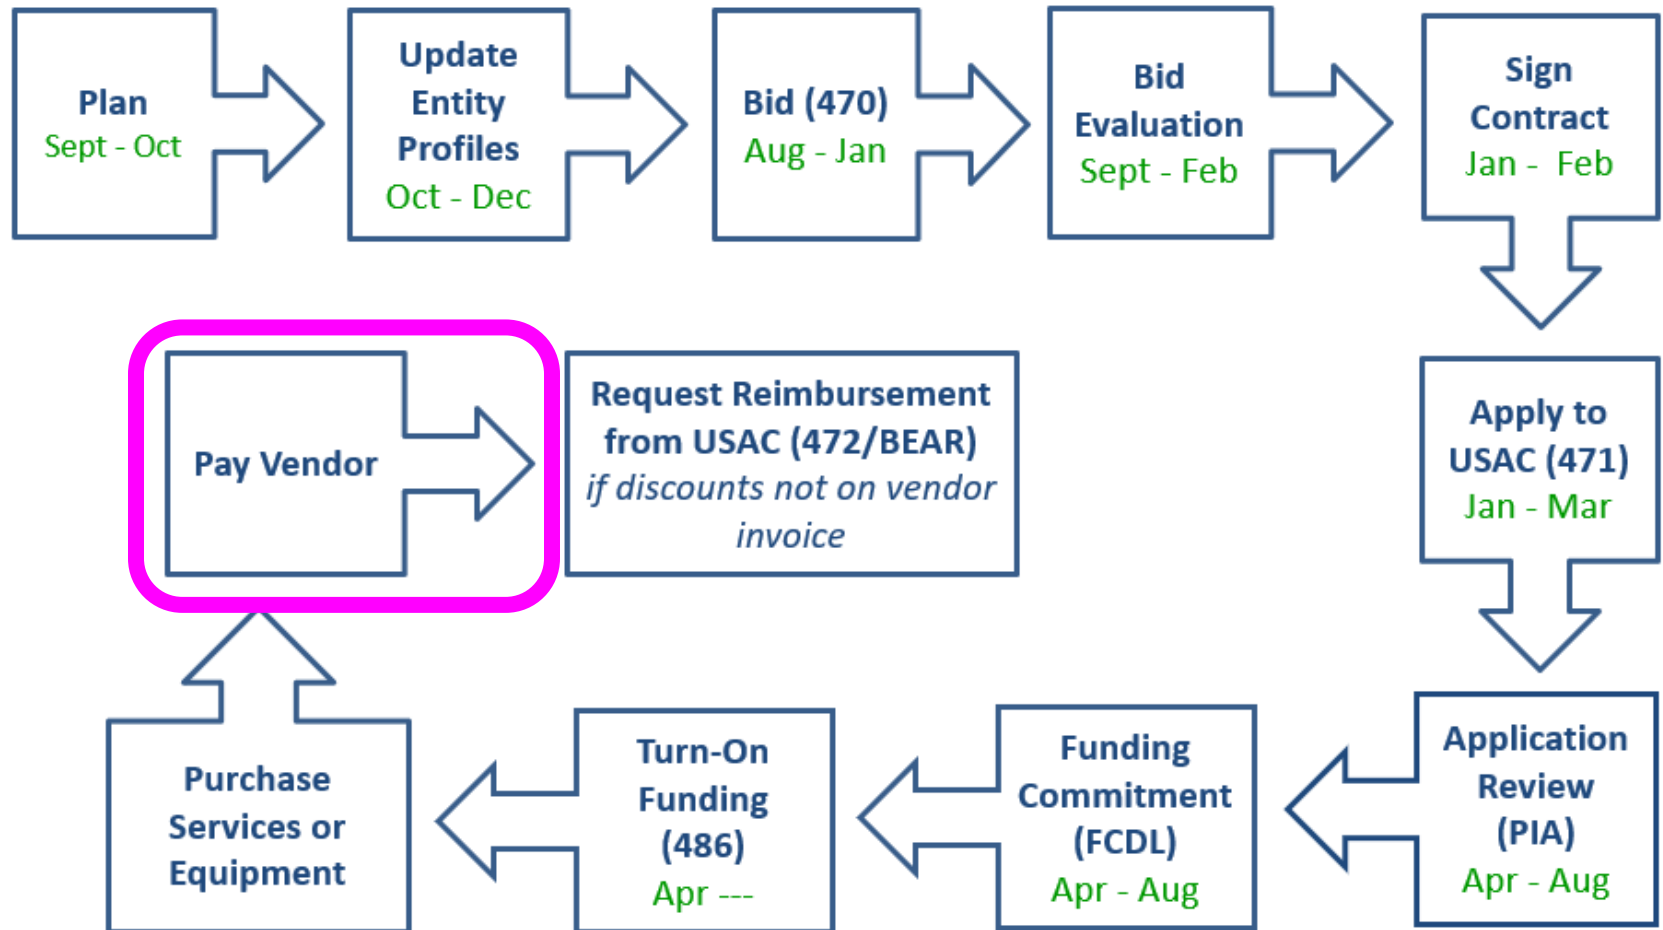 Plan
Sept - Oct
Update
Entity
Profiles
Oct - Dec
Bid (470)
Aug - Jan
Bid
Evaluation
Sept - Feb
Sign
Contract
Jan - Feb
Apply to
USAC (471)
Jan - Mar
Application
Review
(PIA)
Apr - Aug
Funding
Commitment
(FCDL)
Apr - Aug
Turn-On
Funding
(486)
Apr ---
Purchase
Services or
Equipment
Pay Vendor
Request Reimbursement
from USAC (472/BEAR)
if discounts not on vendor
invoice